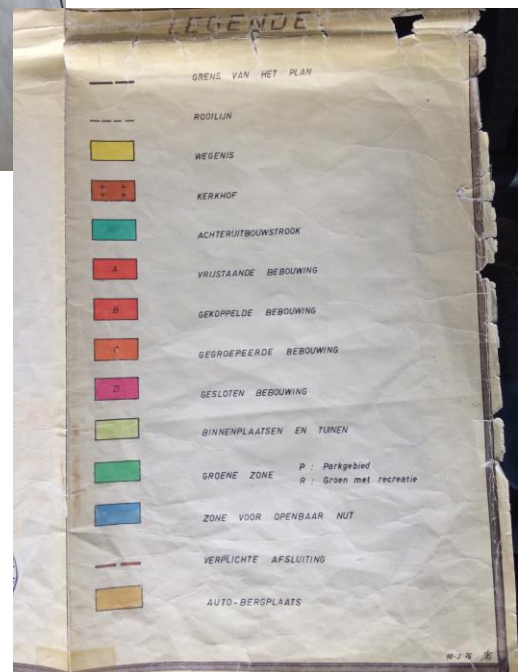 LEGENDE
GRENS VAN HET PLAN
ROOILIJN
WEGENIS
KERKHOF
ACHTERUITBOUWSTROOK
A VRIJSTAANDE BEBOUWING
B GEKOPPELDE BEBOUWING
C GEGROEPEERDE BEBOUWING
D GESLOTEN BEBOUWING
BINNENPLAATSEN EN TUINEN
GROENE ZONE P : Parkgebied
R : Groen met recreatie
ZONE VOOR OPENBAAR NUT
VERPLICHTE AFSLUITING
AUTO-BERGPLAATS